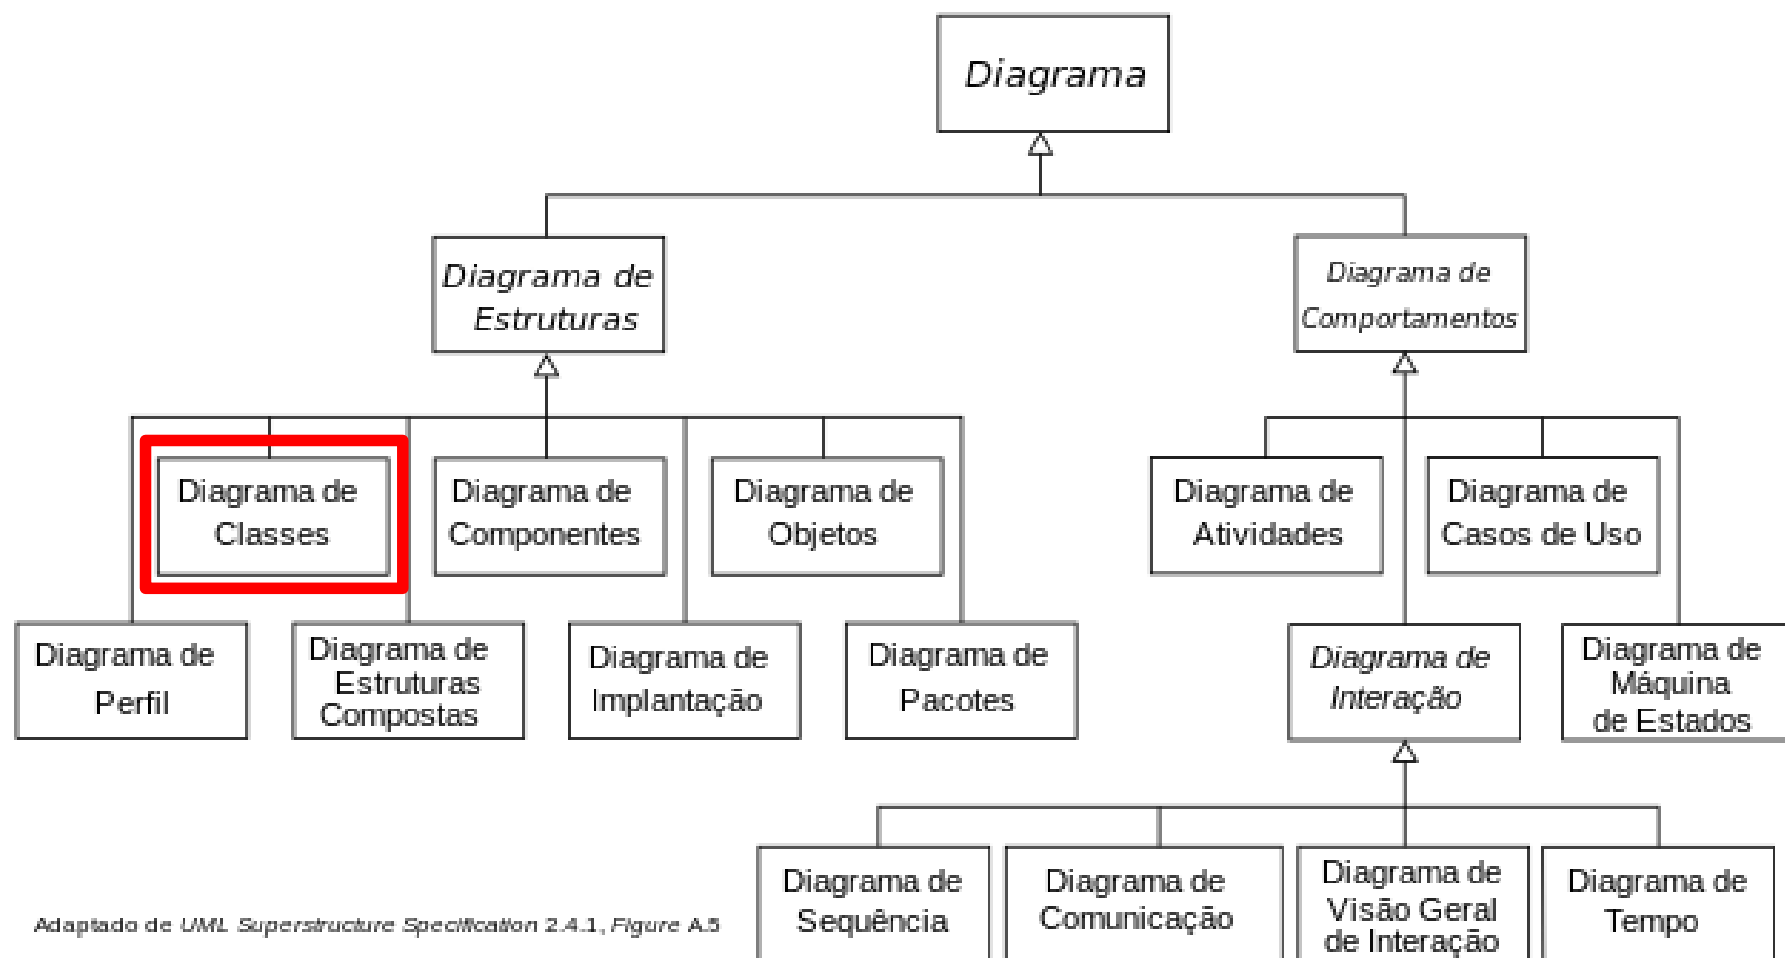 Diagrama
Diagrama de
Estruturas
Diagrama de
Comportamentos
Diagrama de
Classes
Diagrama de
Componentes
Diagrama de
Objetos
Diagrama de
Atividades
Diagrama de
Casos de Uso
Diagrama de
Perfil
Diagrama de
Estruturas
Compostas
Diagrama de
Implantação
Diagrama de
Pacotes
Diagrama de
Interação
Diagrama de
Máquina
de Estados
Diagrama de
Sequência
Diagrama de
Comunicação
Diagrama de
Visão Geral
de Interação
Diagrama de
Tempo
Adaptado de UML Superstructure Specification 2.4.1, Figure A.5